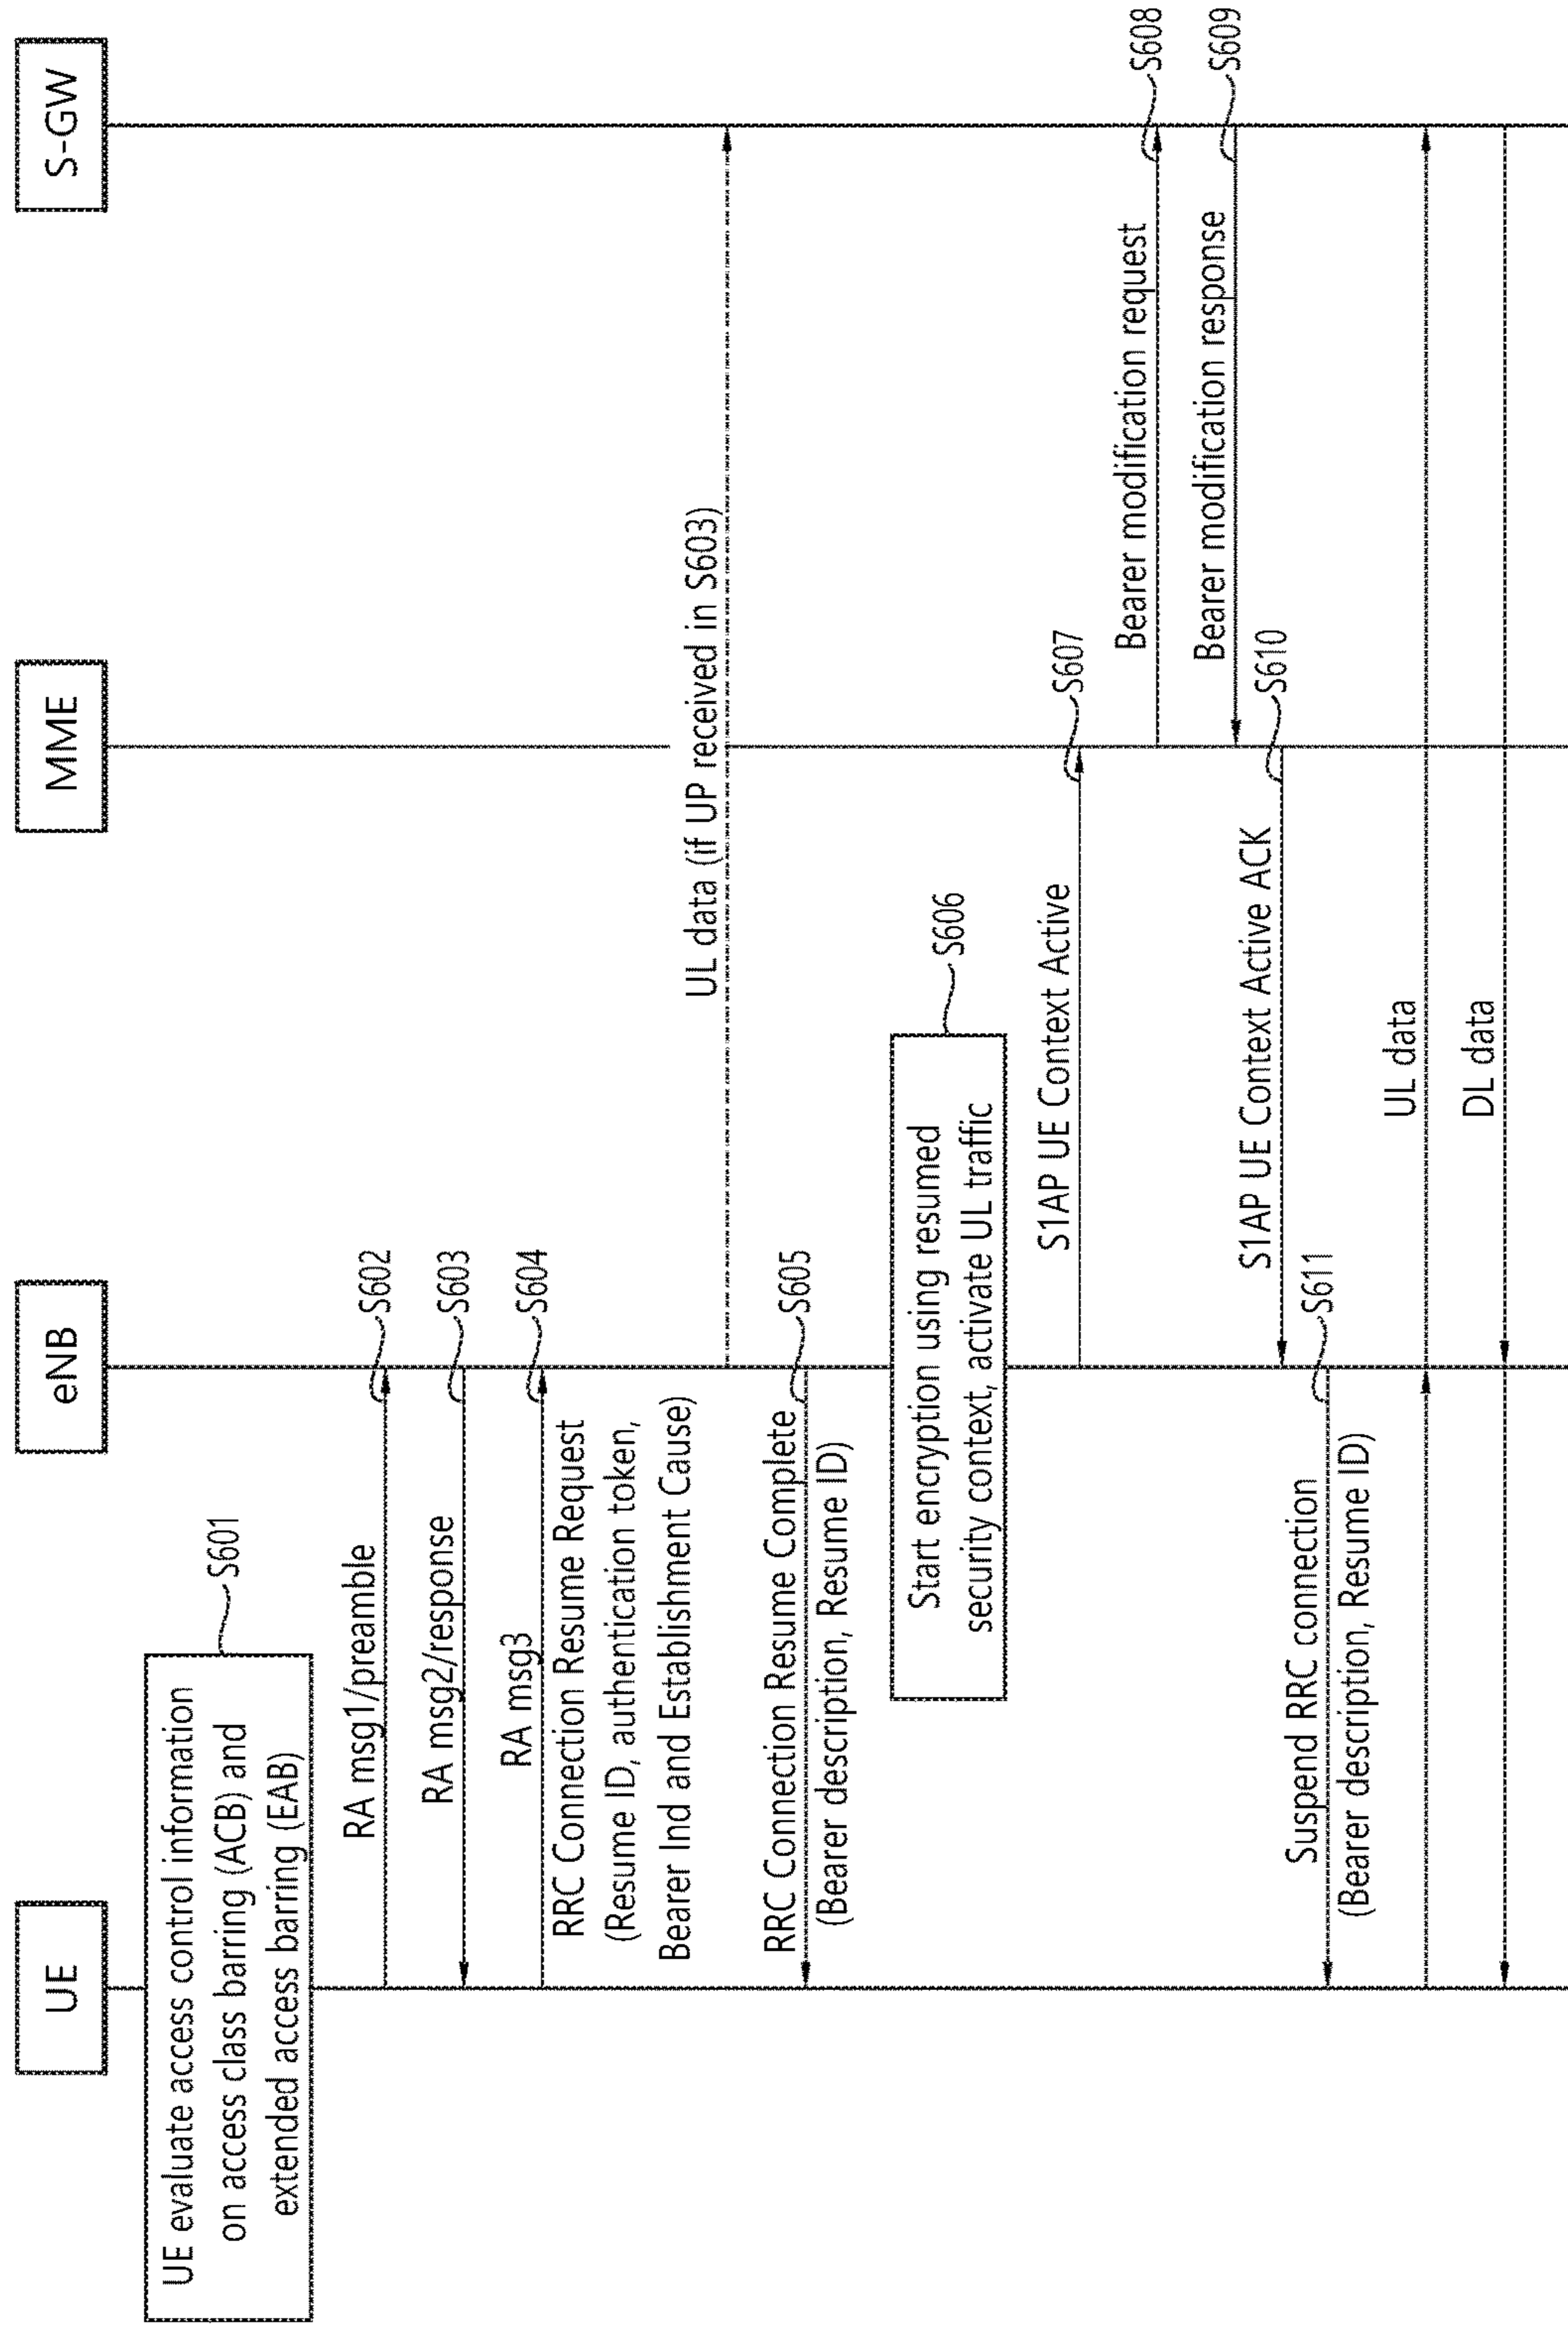 UE
eNB
MME
S-GW
UE evaluate access control information
on access class barring (ACB) and
extended access barring (EAB)
S601
RA msg1/preamble
S602
RA msg2/response
S603
RA msg3
S604
RRC Connection Resume Request
(Resume ID, authentication token,
Bearer Ind and Establishment Cause)
UL data (if UP received in S603)
RRC Connection Resume Complete
S605
(Bearer description, Resume ID)
Start encryption using resumed
security context, activate UL traffic
S606
S1AP UE Context Active
S607
Bearer modification request
S608
Bearer modification response
S609
S1AP UE Context Active ACK
S610
Suspend RRC connection
S611
(Bearer description, Resume ID)
UL data
DL data